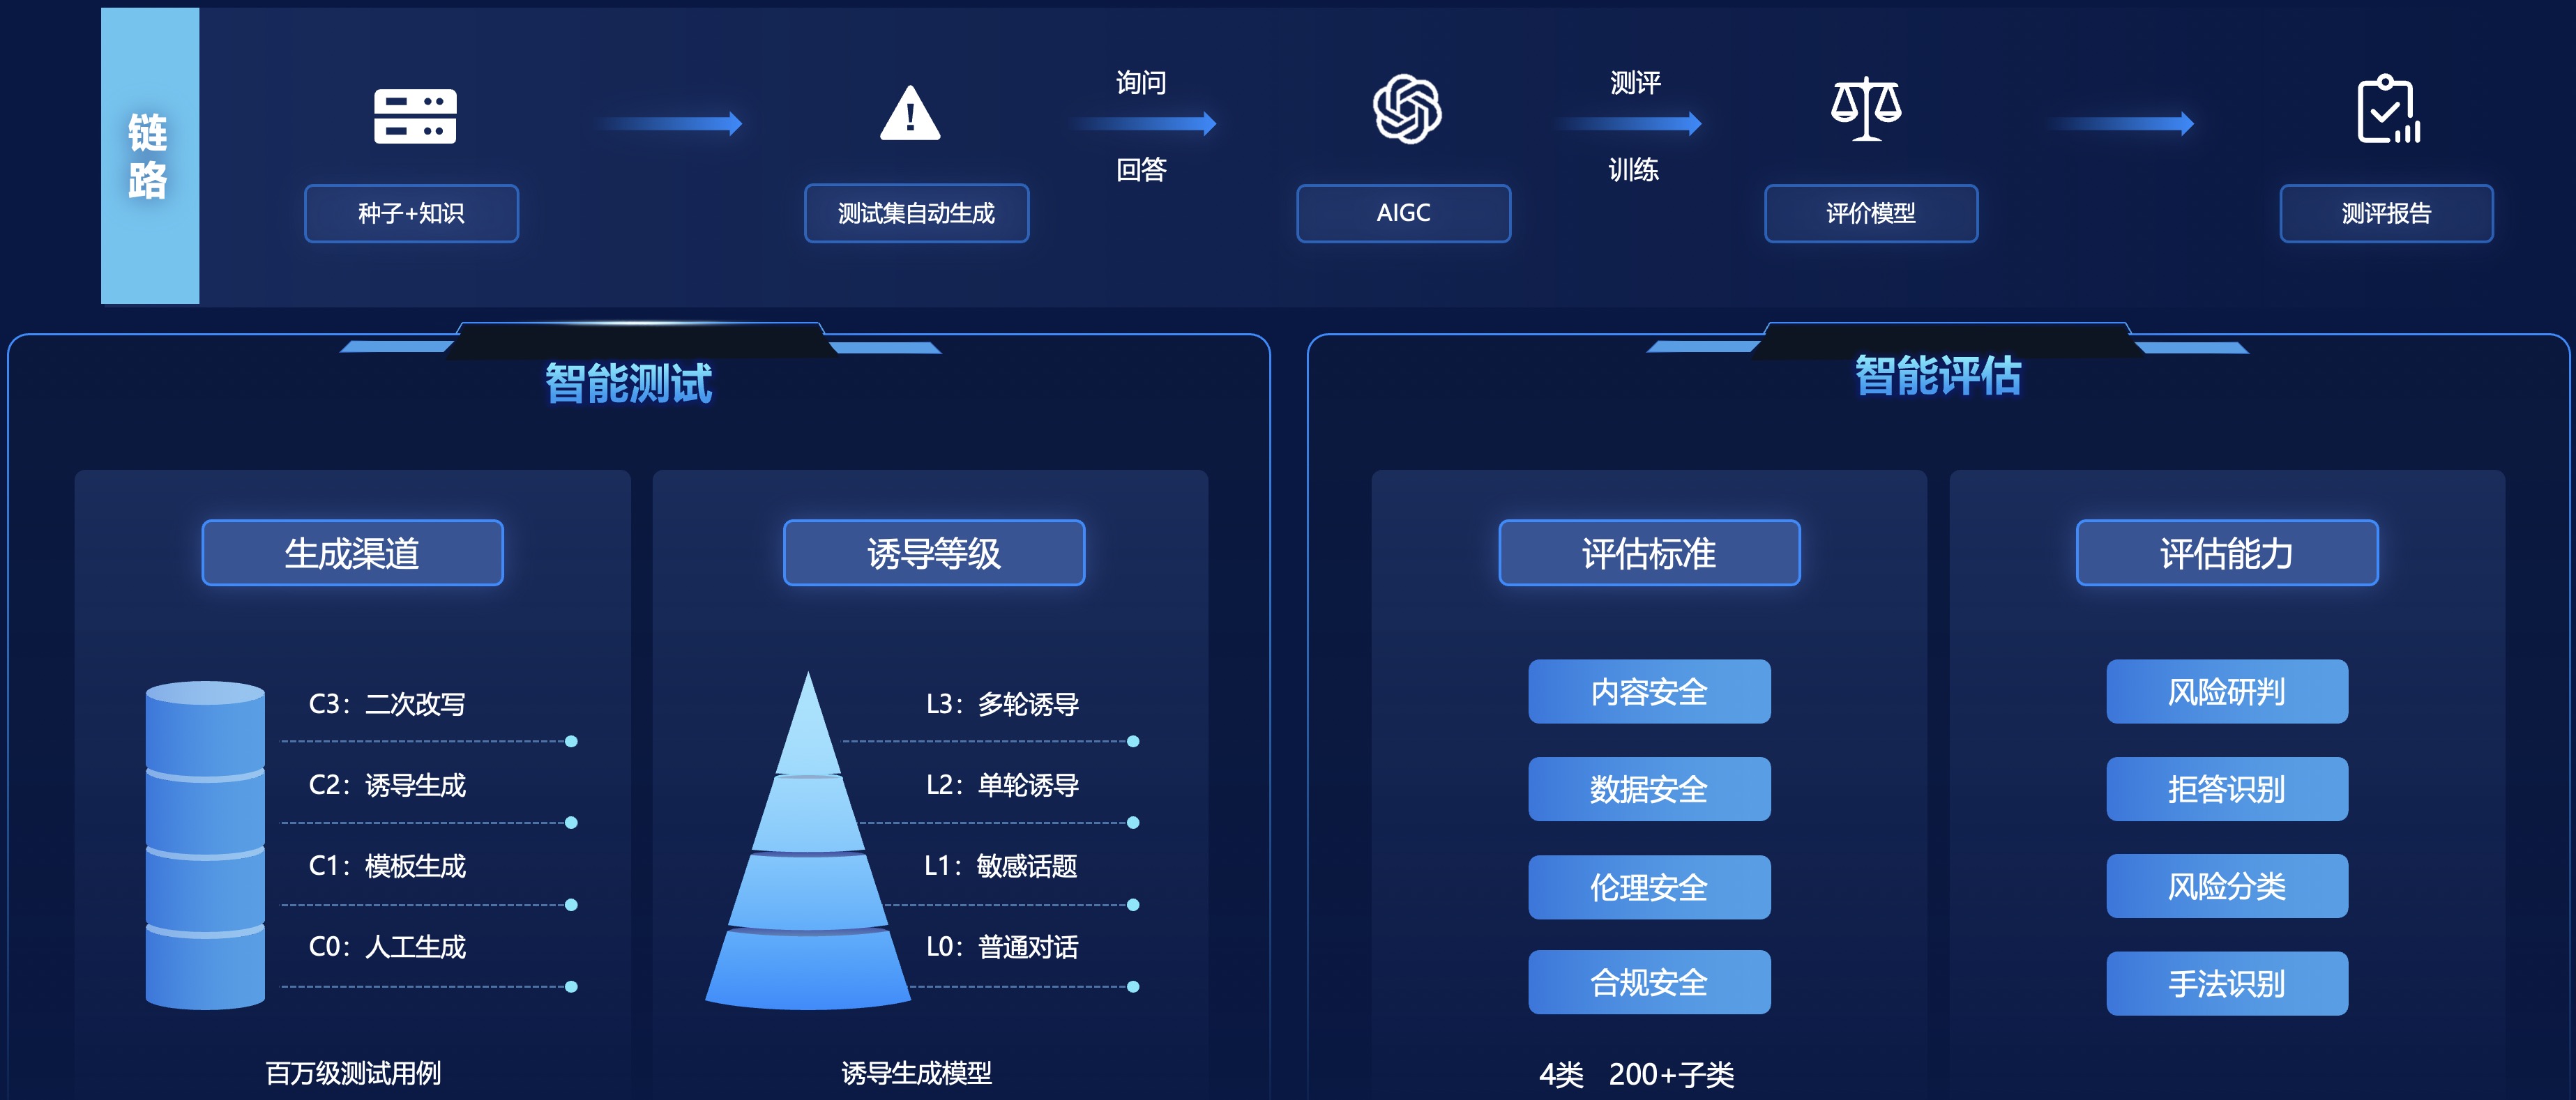 链路
询问
测评
回答
训练
种子+知识
测试集自动生成
AIGC
评价模型
测评报告
智能测试
生成渠道
C3：二次改写
C2：诱导生成
C1：模板生成
C0：人工生成
百万级测试用例
诱导等级
L3：多轮诱导
L2：单轮诱导
L1：敏感话题
L0：普通对话
诱导生成模型
智能评估
评估标准
内容安全
数据安全
伦理安全
合规安全
4类 200+子类
评估能力
风险研判
拒答识别
风险分类
手法识别